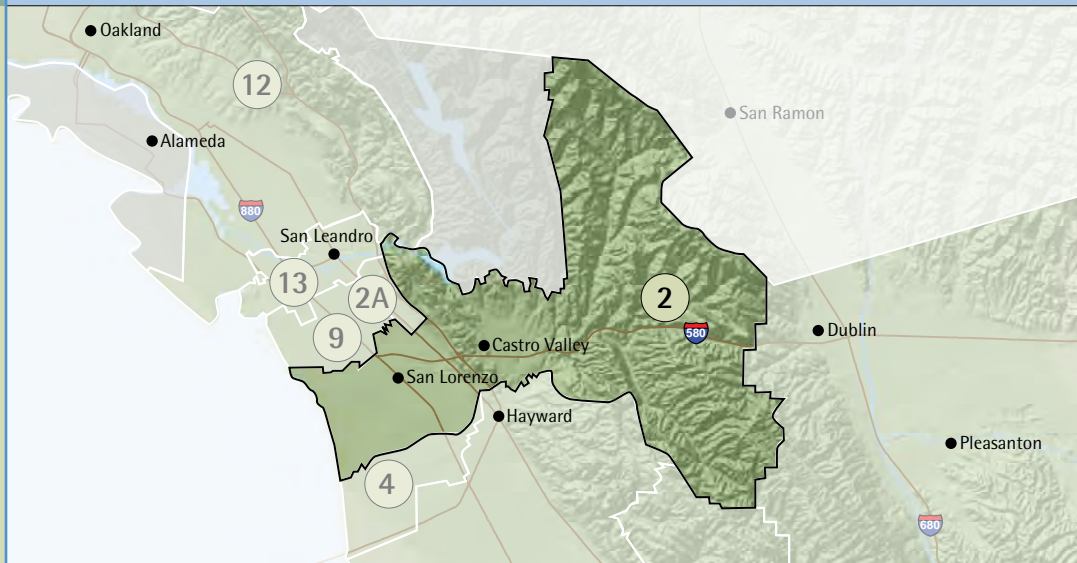 Oakland
12
San Ramon
Alameda
880
San Leandro
13
2A
2
9
580
Dublin
Castro Valley
San Lorenzo
Hayward
Pleasanton
4
680